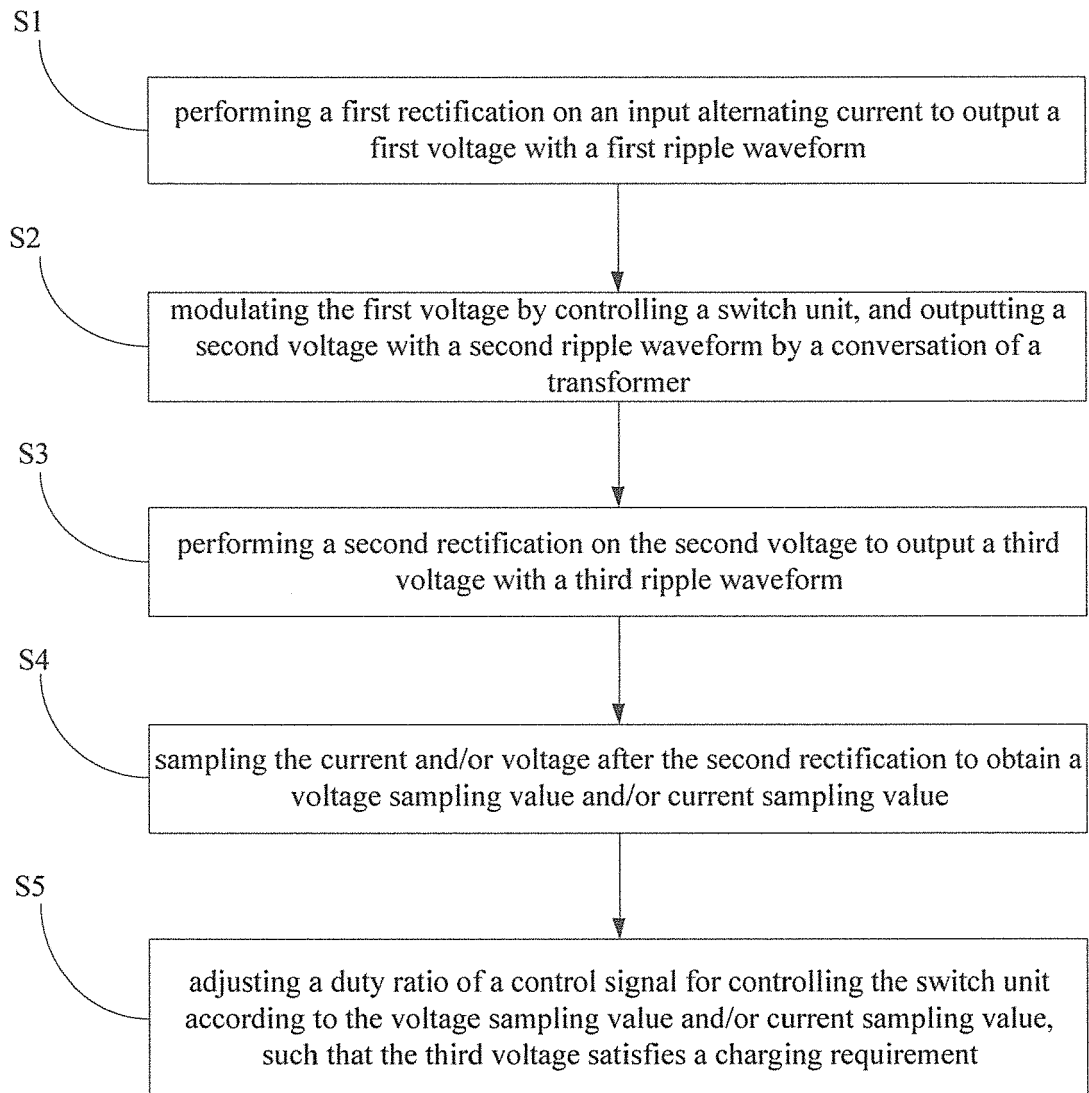 S1
performing a first rectification on an input alternating current to output a
first voltage with a first ripple waveform
S2
modulating the first voltage by controlling a switch unit, and outputting a
second voltage with a second ripple waveform by a conversation of a
transformer
S3
performing a second rectification on the second voltage to output a third
voltage with a third ripple waveform
S4
sampling the current and/or voltage after the second rectification to obtain a
voltage sampling value and/or current sampling value
S5
adjusting a duty ratio of a control signal for controlling the switch unit
according to the voltage sampling value and/or current sampling value,
such that the third voltage satisfies a charging requirement